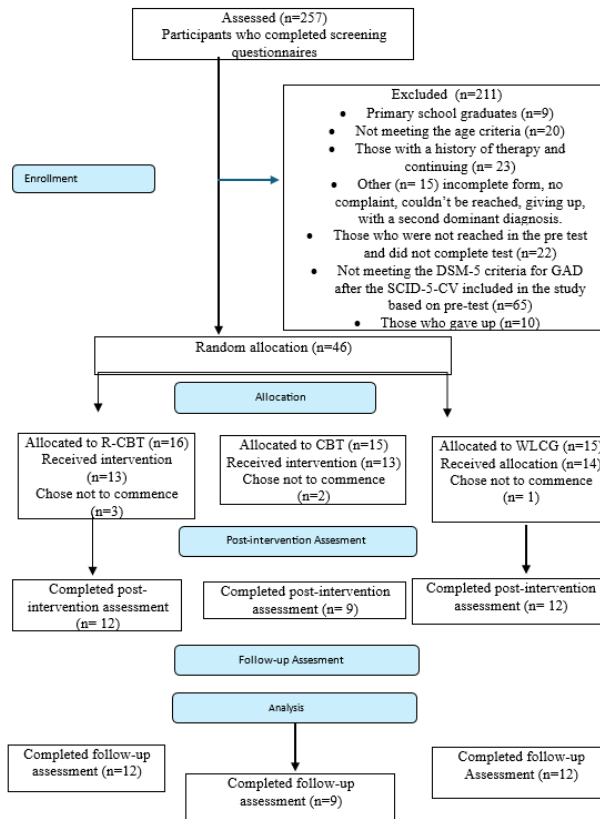 Assessed (n=257)
Participants who completed screening
questionnaires
Excluded (n=211)
• Primary school graduates (n=9)
• Not meeting the age criteria (n=20)
• Those with a history of therapy and
continuing (n= 23)
• Other (n= 15) incomplete form, no
complaint, couldn’t be reached, giving up,
with a second dominant diagnosis.
• Those who were not reached in the pre test
and did not complete test (n=22)
• Not meeting the DSM-5 criteria for GAD
after the SCID-5-CV included in the study
based on pre-test (n=65)
• Those who gave up (n=10)
Enrollment
Random allocation (n=46)
Allocation
Allocated to R-CBT (n=16)
Received intervention
(n=13)
Chose not to commence
(n=3)
Allocated to CBT (n=15)
Received intervention (n=13)
Chose not to commence
(n=2)
Allocated to WLCG (n=15)
Received allocation (n=14)
Chose not to commence
(n= 1)
Post-intervention Assesment
Completed post-
intervention assessment
(n= 12)
Completed post-intervention
assessment (n= 9)
Completed post-intervention
assessment (n= 12)
Follow-up Assesment
Analysis
Completed follow-up
assessment (n=12)
Completed follow-up
assessment (n=9)
Completed follow-up
Assessment (n=12)